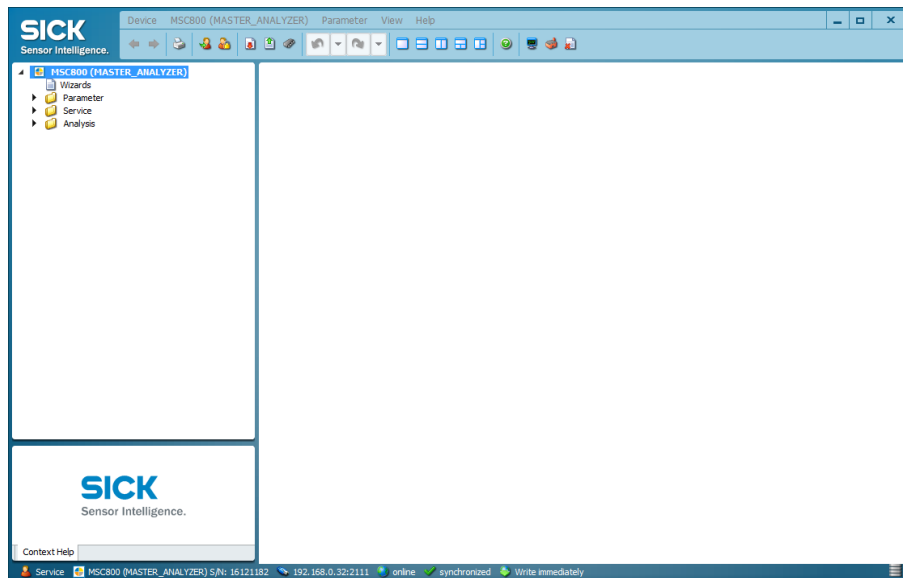 SICK
Sensor Intelligence.
Device MSC800 (MASTER_ANALYZER) Parameter View Help
MSC800 (MASTER_ANALYZER)
Wizards
Parameter
Service
Analysis
SICK
Sensor Intelligence.
Context Help
Service MSC800 (MASTER_ANALYZER) S/N: 16121182 192.168.0.32:2111 online synchronized Write immediately